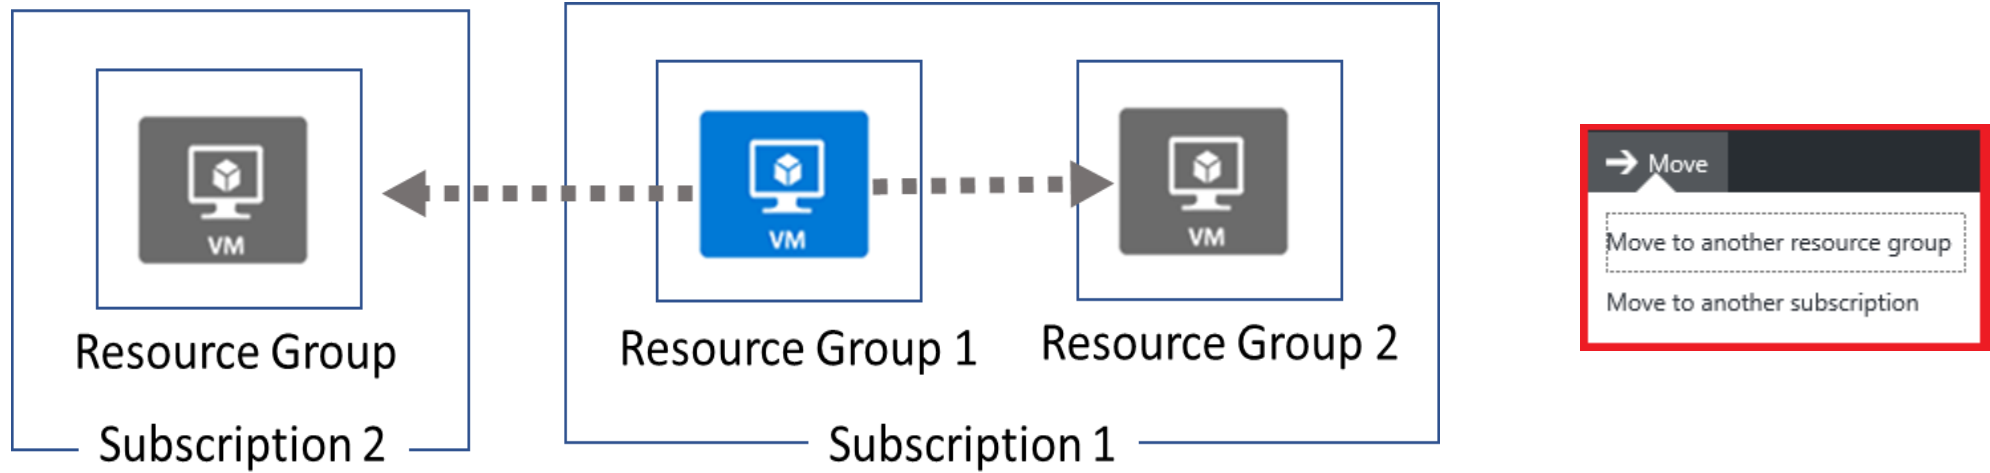 VM
Resource Group
Subscription 2
VM
Resource Group 1
VM
Resource Group 2
Subscription 1
Move
Move to another resource group
Move to another subscription